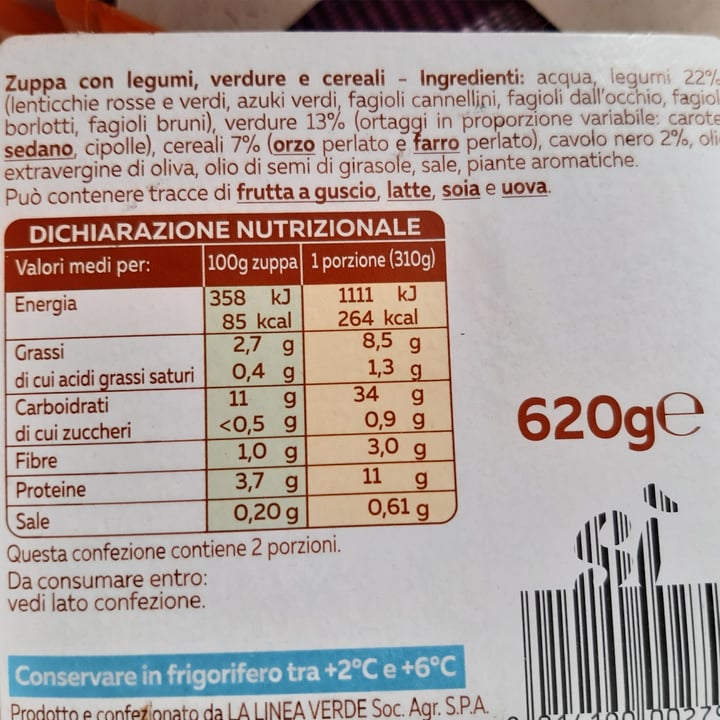 Zuppa con legumi, verdure e cereali - Ingredienti: acqua, legumi 22%
(lenticchie rosse e verdi, azuki verdi, fagioli cannellini, fagioli dall'occhio, fagiol
borlotti, fagioli bruni), verdure 13% (ortaggi in proporzione variabile: carote
sedano, cipolle), cereali 7% (orzo perlato e farro perlato), cavolo nero 2%, oli
extravergine di oliva, olio di semi di girasole, sale, piante aromatiche.
Può contenere tracce di frutta a guscio, latte, soia e uova.
DICHIARAZIONE NUTRIZIONALE
Valori medi per: 100g zuppa 1 porzione (310g)
Energia 358 kJ 1111 kJ
85 kcal 264 kcal
Grassi 2,7 g 8,5 g
di cui acidi grassi saturi 0,4 g 1,3 g
Carboidrati 11 g 34 g
di cui zuccheri <0,5 g 0,9 g
Fibre 1,0 g 3,0 g
Proteine 3,7 g 11 g
Sale 0,20 g 0,61 g
620g℮
Questa confezione contiene 2 porzioni.
Da consumare entro:
vedi lato confezione.
sì
Conservare in frigorifero tra +2°C e +6°C
Prodotto e confezionato da LA LINEA VERDE Soc. Agr. S.P.A.